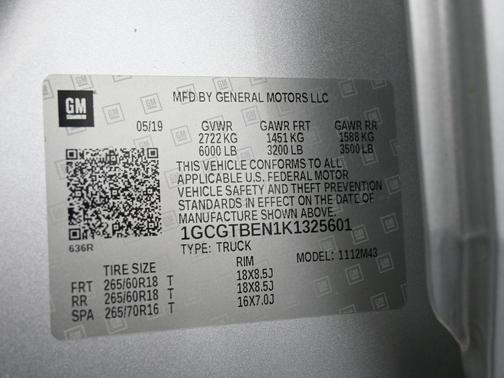 GM
MFD BY GENERAL MOTORS LLC
05/19 GVWR GAWR FRT GAWR RR
2722 KG 1451 KG 1588 KG
6000 LB 3200 LB 3500 LB
THIS VEHICLE CONFORMS TO ALL
APPLICABLE U.S. FEDERAL MOTOR
VEHICLE SAFETY AND THEFT PREVENTION
STANDARDS IN EFFECT ON THE DATE OF
MANUFACTURE SHOWN ABOVE.
636R
1GCGTBEN1K1325601
TYPE: TRUCK MODEL: 1112M43
TIRE SIZE RIM
FRT 265/60R18 T 18X8.5J
RR 265/60R18 T 18X8.5J
SPA 265/70R16 T 16X7.0J